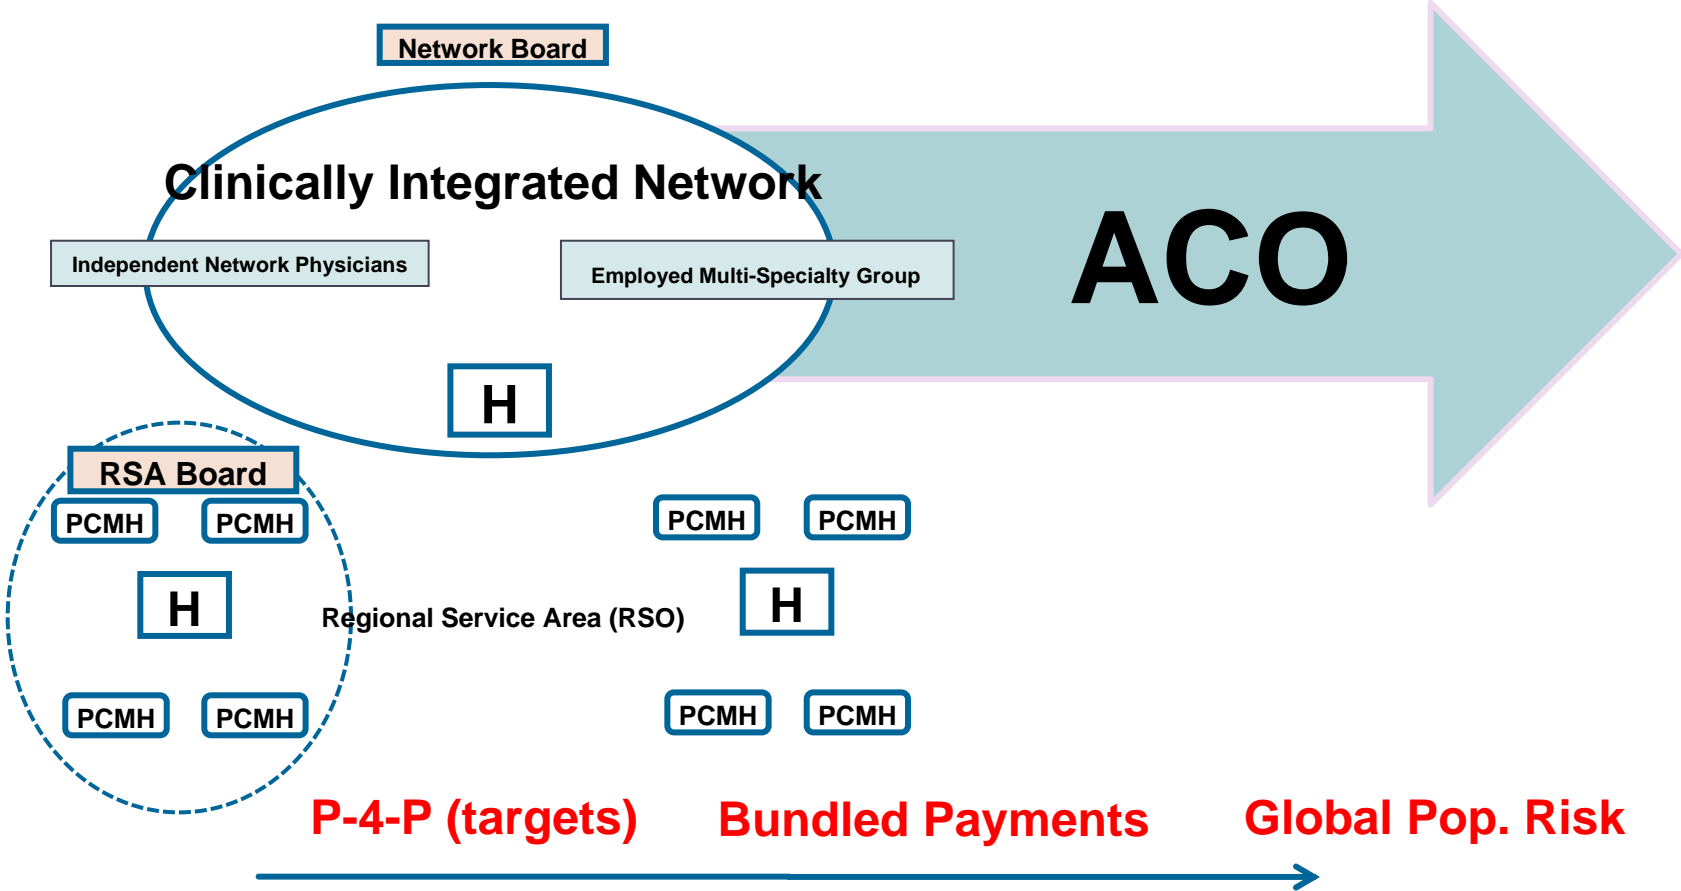 Network Board
Clinically Integrated Network
Independent Network Physicians
Employed Multi-Specialty Group
ACO
H
RSA Board
PCMH
PCMH
PCMH
PCMH
H
Regional Service Area (RSO)
H
PCMH
PCMH
PCMH
PCMH
P-4-P (targets)
Bundled Payments
Global Pop. Risk